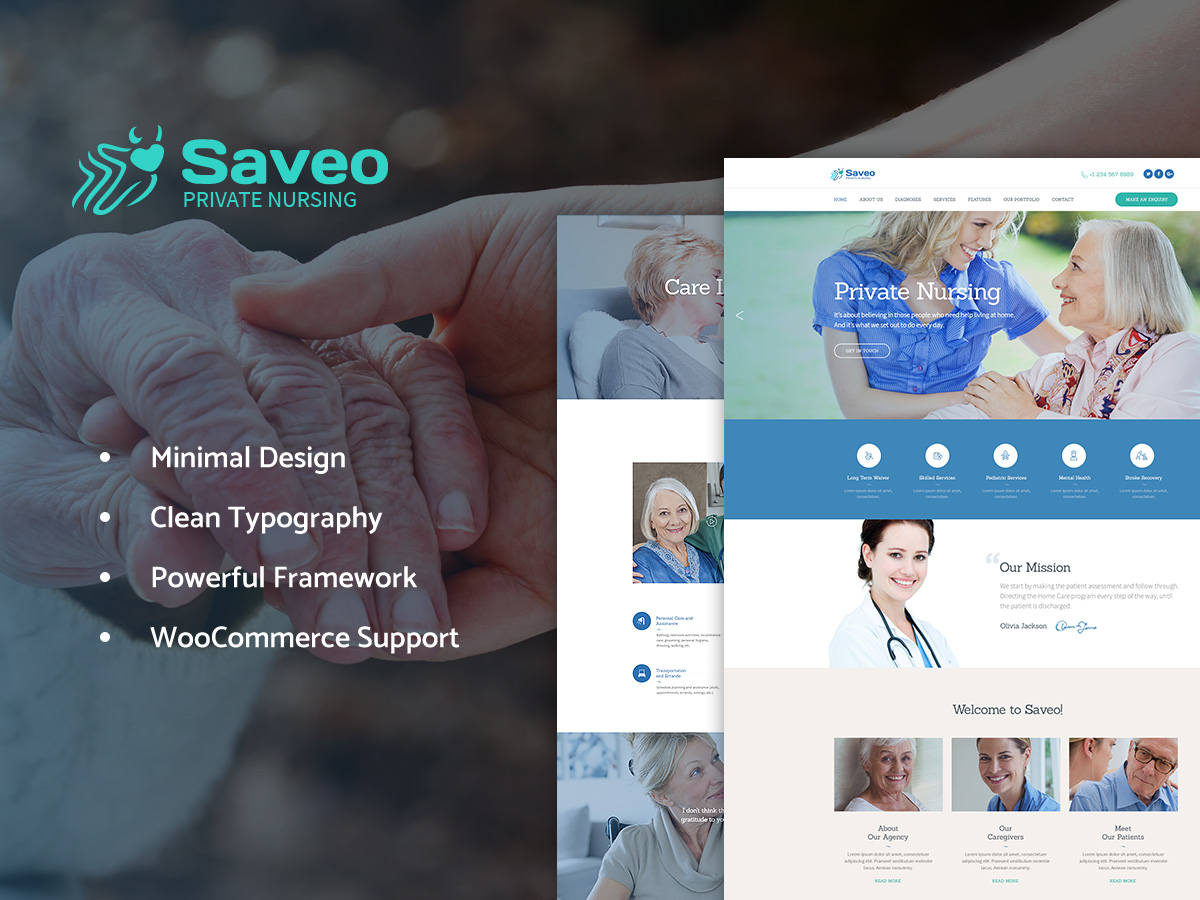 Saveo
PRIVATE NURSING
Minimal Design
Clean Typography
Powerful Framework
WooCommerce Support
Care
Personal Care and
Assistance
Bathing, restroom activities, incontinence
care, grooming, personal hygiene,
dressing, walking, etc.
Transportation
and Errands
Schedule planning and assistance (visits,
appointments, errands, outings, etc.)
I don't think
gratitude to
Saveo
PRIVATE NURSING
+1 234 567 8989
HOME ABOUT US DIAGNOSES SERVICES FEATURES OUR PORTFOLIO CONTACT
MAKE AN ENQUIRY
<
Private Nursing
It's about believing in those people who need help living at home.
And it's what we set out to do every day.
GET IN TOUCH
Long Term Waiver
Lorem ipsum dolor sit amet,
consectetuer.
Skilled Services
Lorem ipsum dolor sit amet,
consectetuer.
Pediatric Services
Lorem ipsum dolor sit amet,
consectetuer.
Mental Health
Lorem ipsum dolor sit amet,
consectetuer.
Stroke Recovery
Lorem ipsum dolor sit amet,
consectetuer.
“Our Mission
We start by making the patient assessment and follow through.
Directing the Home Care program every step of the way, until
the patient is discharged.
Olivia Jackson
Welcome to Saveo!
About
Our Agency
Lorem ipsum dolor sit amet, consectetuer
adipiscing elit. Praesent vestibulum molestie
lacus. Aenean nonummy.
READ MORE
Our
Caregivers
Lorem ipsum dolor sit amet, consectetuer
adipiscing elit. Praesent vestibulum molestie
lacus. Aenean nonummy.
READ MORE
Meet
Our Patients
Lorem ipsum dolor sit amet, consectetuer
adipiscing elit. Praesent vestibulum molestie
lacus. Aenean nonummy.
READ MORE